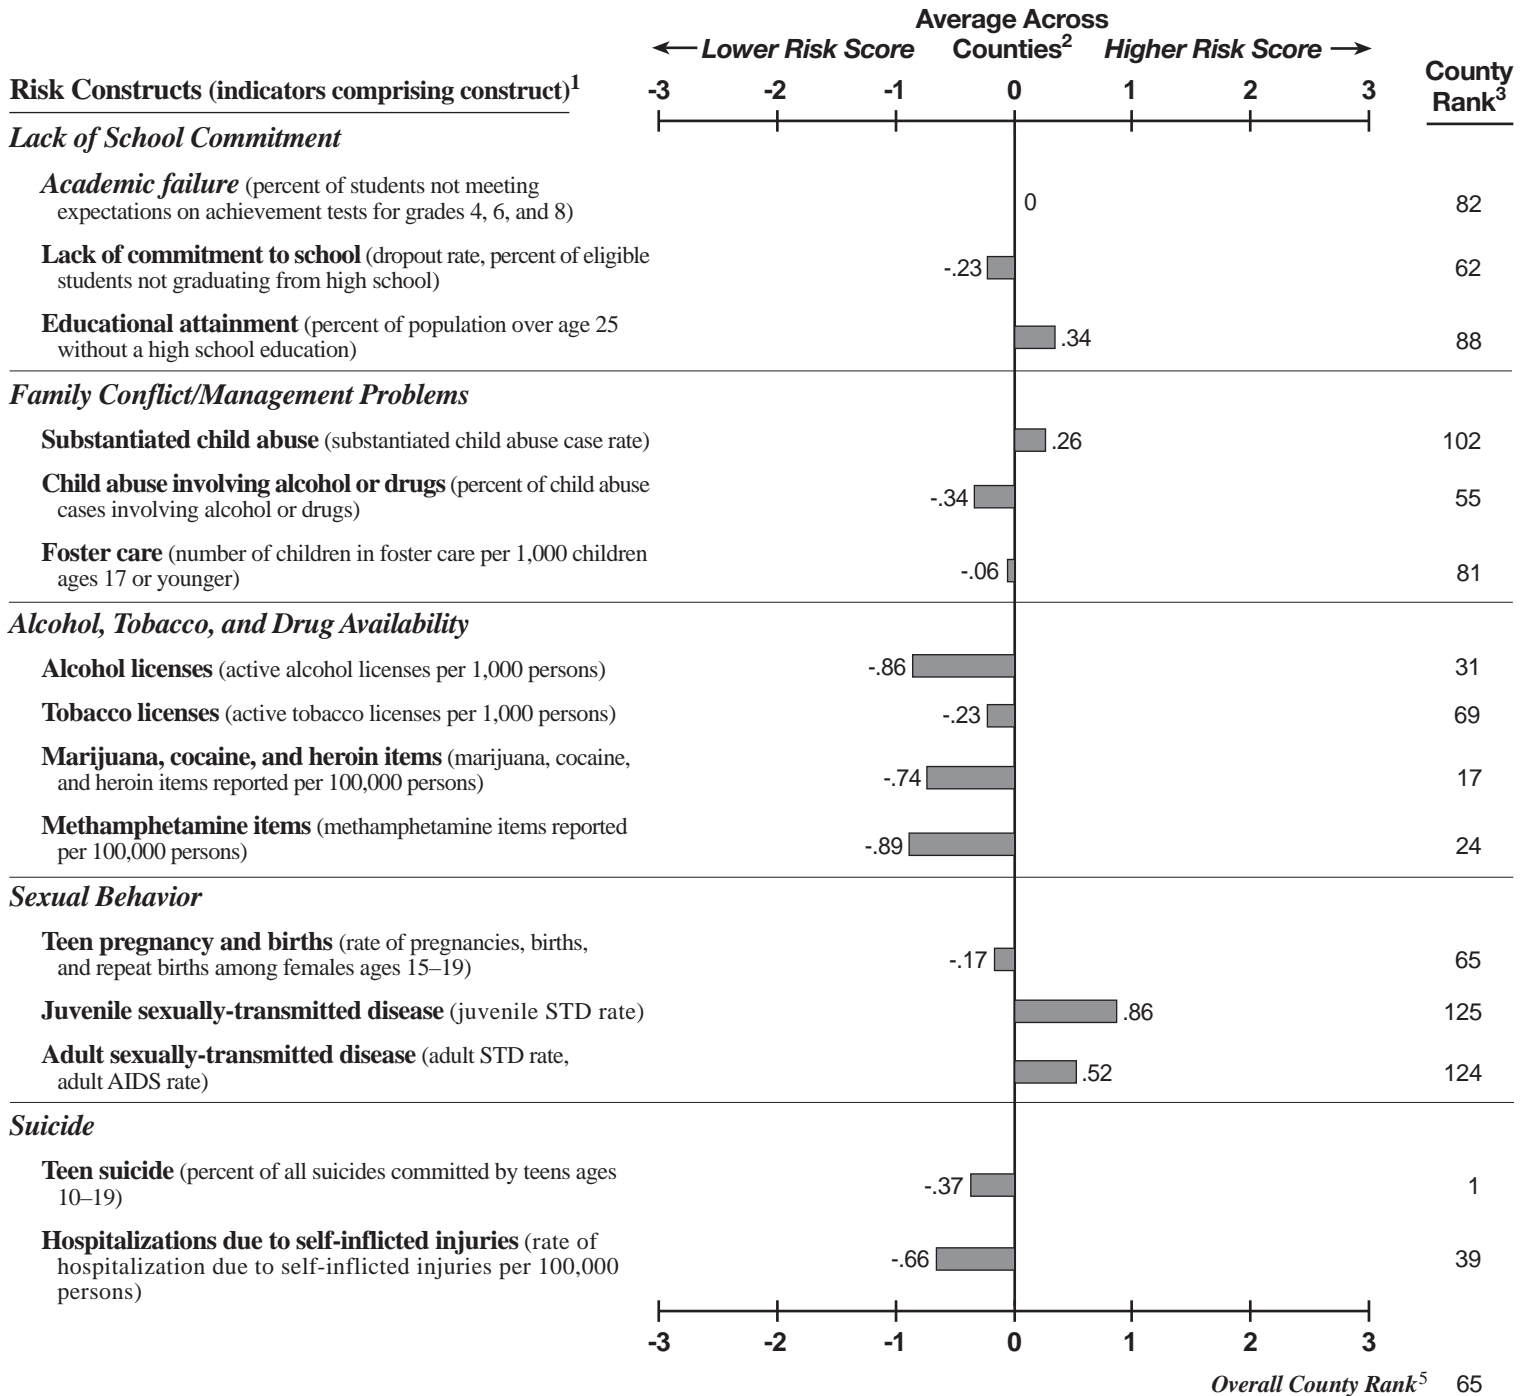 Average Across
← Lower Risk Score Counties² Higher Risk Score →
County
Rank³
Risk Constructs (indicators comprising construct)¹
-3 -2 -1 0 1 2 3
Lack of School Commitment
Academic failure (percent of students not meeting
expectations on achievement tests for grades 4, 6, and 8)
0 82
Lack of commitment to school (dropout rate, percent of eligible
students not graduating from high school)
-.23 62
Educational attainment (percent of population over age 25
without a high school education)
.34 88
Family Conflict/Management Problems
Substantiated child abuse (substantiated child abuse case rate)
.26 102
Child abuse involving alcohol or drugs (percent of child abuse
cases involving alcohol or drugs)
-.34 55
Foster care (number of children in foster care per 1,000 children
ages 17 or younger)
-.06 81
Alcohol, Tobacco, and Drug Availability
Alcohol licenses (active alcohol licenses per 1,000 persons)
-.86 31
Tobacco licenses (active tobacco licenses per 1,000 persons)
-.23 69
Marijuana, cocaine, and heroin items (marijuana, cocaine,
and heroin items reported per 100,000 persons)
-.74 17
Methamphetamine items (methamphetamine items reported
per 100,000 persons)
-.89 24
Sexual Behavior
Teen pregnancy and births (rate of pregnancies, births,
and repeat births among females ages 15–19)
-.17 65
Juvenile sexually-transmitted disease (juvenile STD rate)
.86 125
Adult sexually-transmitted disease (adult STD rate,
adult AIDS rate)
.52 124
Suicide
Teen suicide (percent of all suicides committed by teens ages
10–19)
-.37 1
Hospitalizations due to self-inflicted injuries (rate of
hospitalization due to self-inflicted injuries per 100,000
persons)
-.66 39
-3 -2 -1 0 1 2 3
Overall County Rank⁵ 65